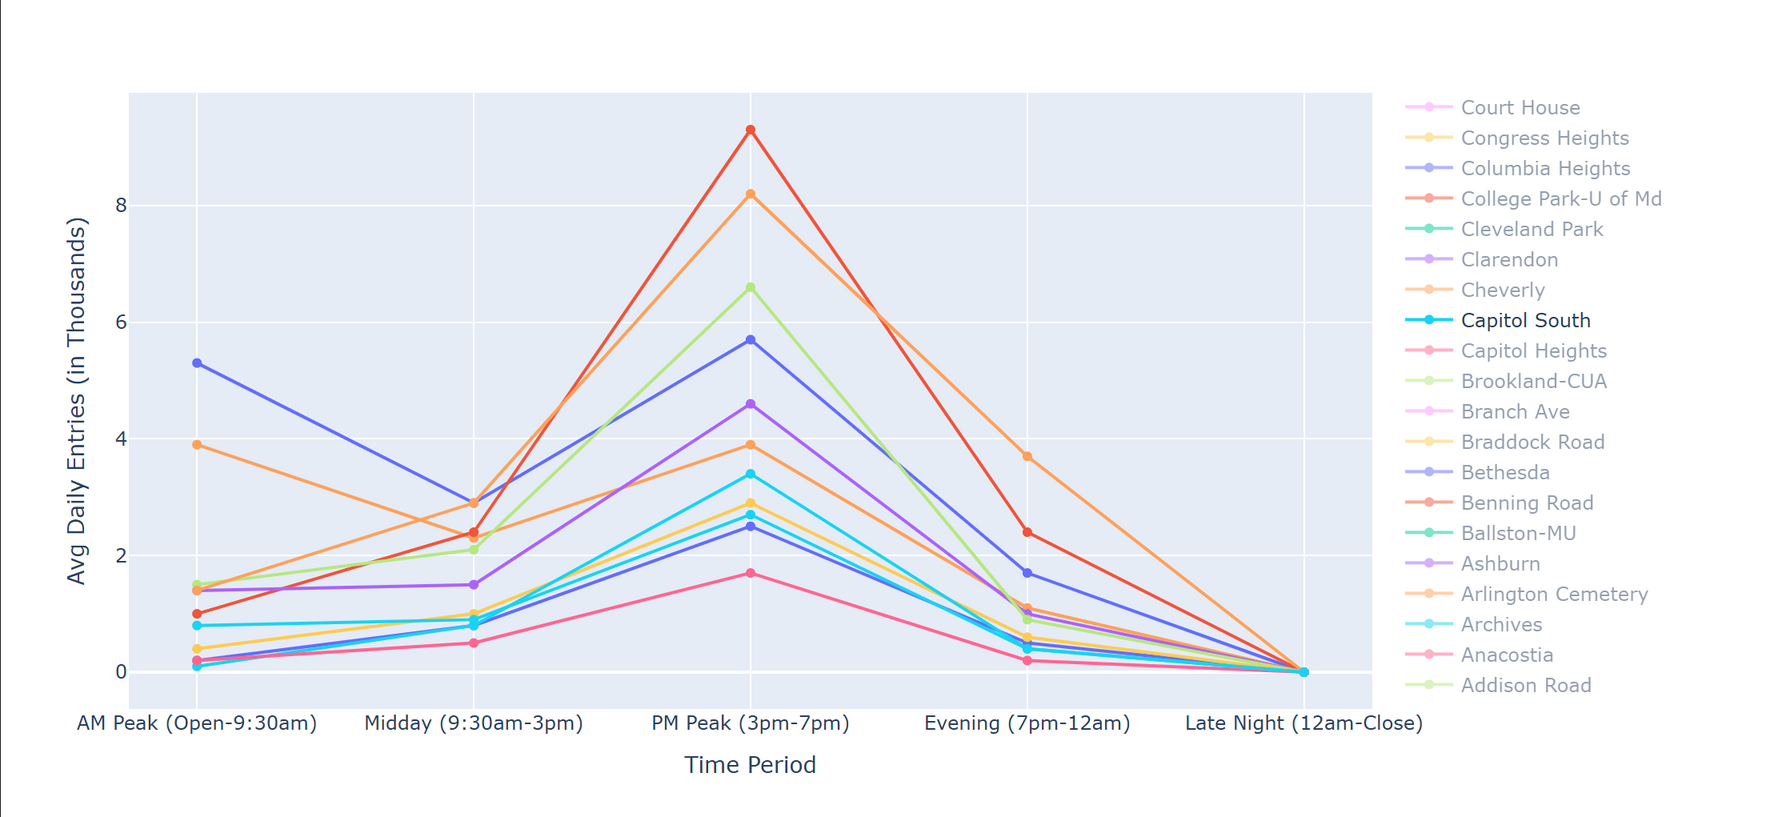 Avg Daily Entries (in Thousands)
8
6
4
2
0
AM Peak (Open-9:30am)
Midday (9:30am-3pm)
PM Peak (3pm-7pm)
Evening (7pm-12am)
Late Night (12am-Close)
Time Period
Court House
Congress Heights
Columbia Heights
College Park-U of Md
Cleveland Park
Clarendon
Cheverly
Capitol South
Capitol Heights
Brookland-CUA
Branch Ave
Braddock Road
Bethesda
Benning Road
Ballston-MU
Ashburn
Arlington Cemetery
Archives
Anacostia
Addison Road